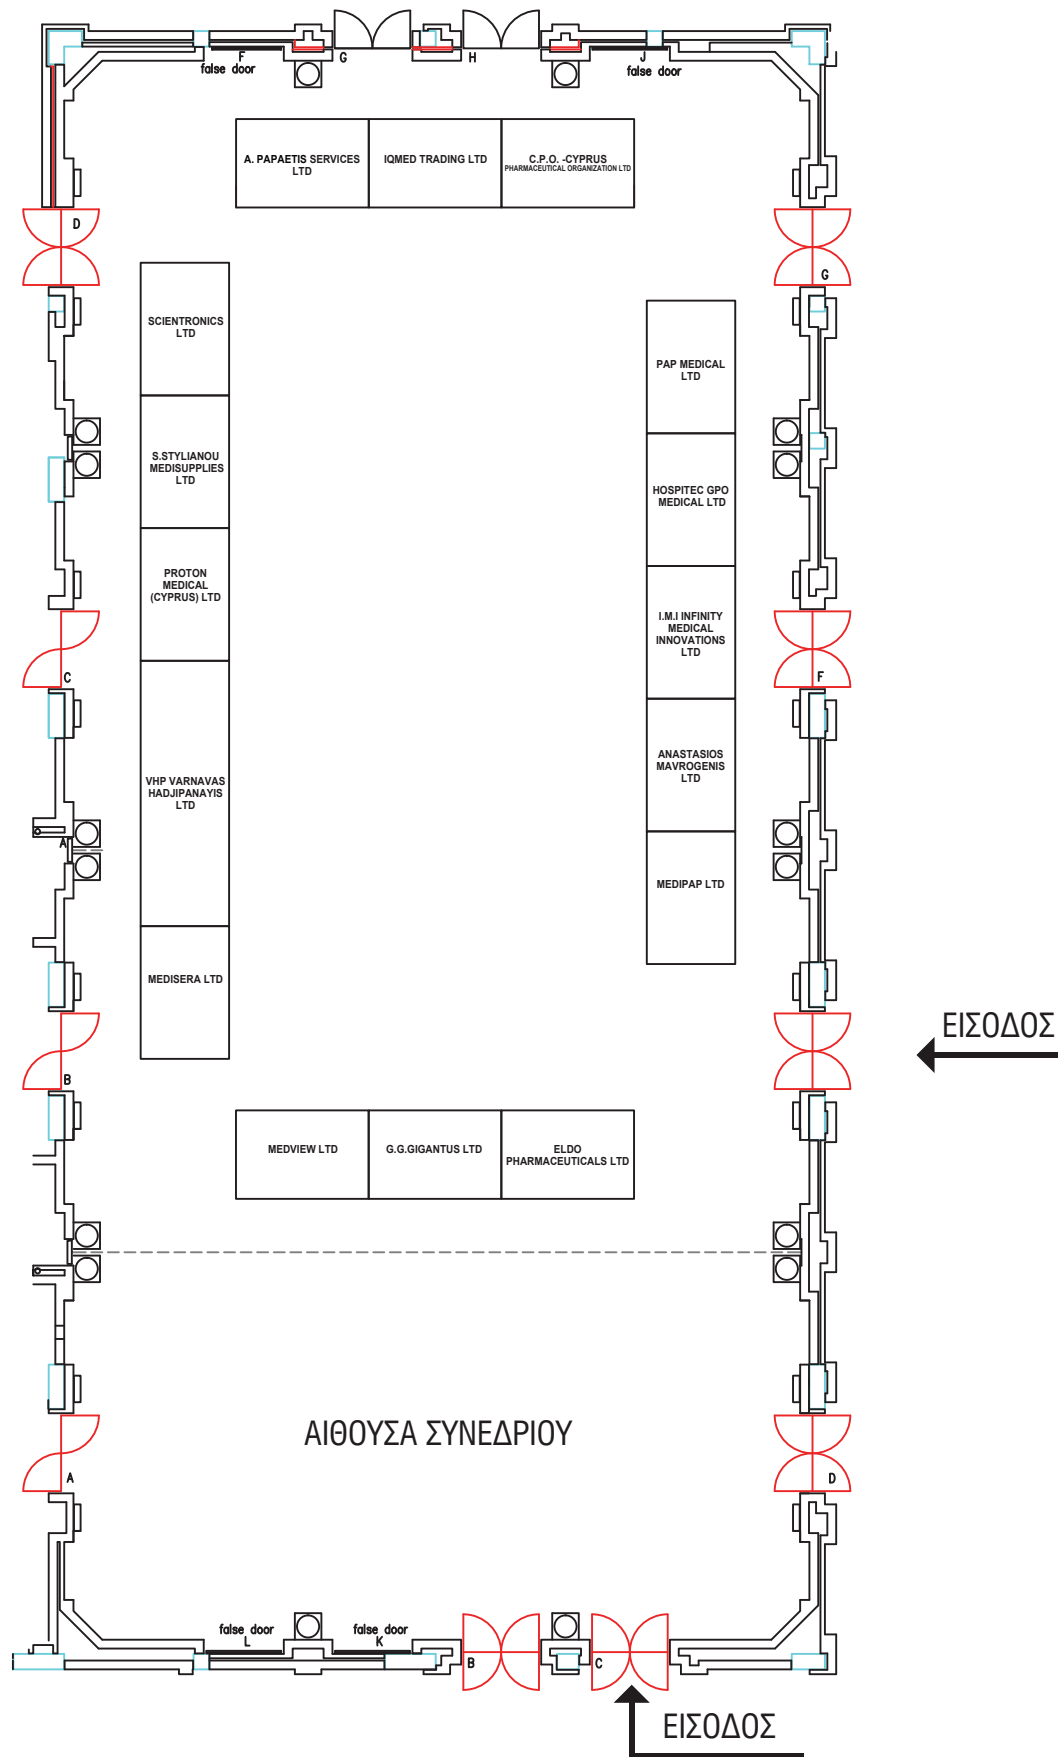 F
false door
G
H
J
false door
A. PAPAETIS SERVICES
LTD
IQMED TRADING LTD
C.P.O. -CYPRUS
PHARMACEUTICAL ORGANIZATION LTD
D
G
SCIENTRONICS
LTD
PAP MEDICAL
LTD
S.STYLIANOU
MEDISUPPLIES
LTD
HOSPITEC GPO
MEDICAL LTD
PROTON
MEDICAL
(CYPRUS) LTD
I.M.I INFINITY
MEDICAL
INNOVATIONS
LTD
C
F
VHP VARNAVAS
HADJIPANAYIS
LTD
ANASTASIOS
MAVROGENIS
LTD
A
MEDIPAP LTD
MEDISERA LTD
ΕΙΣΟΔΟΣ
B
MEDVIEW LTD
G.G.GIGANTUS LTD
ELDO
PHARMACEUTICALS LTD
ΑΙΘΟΥΣΑ ΣΥΝΕΔΡΙΟΥ
A
D
false door
L
false door
K
B
C
ΕΙΣΟΔΟΣ